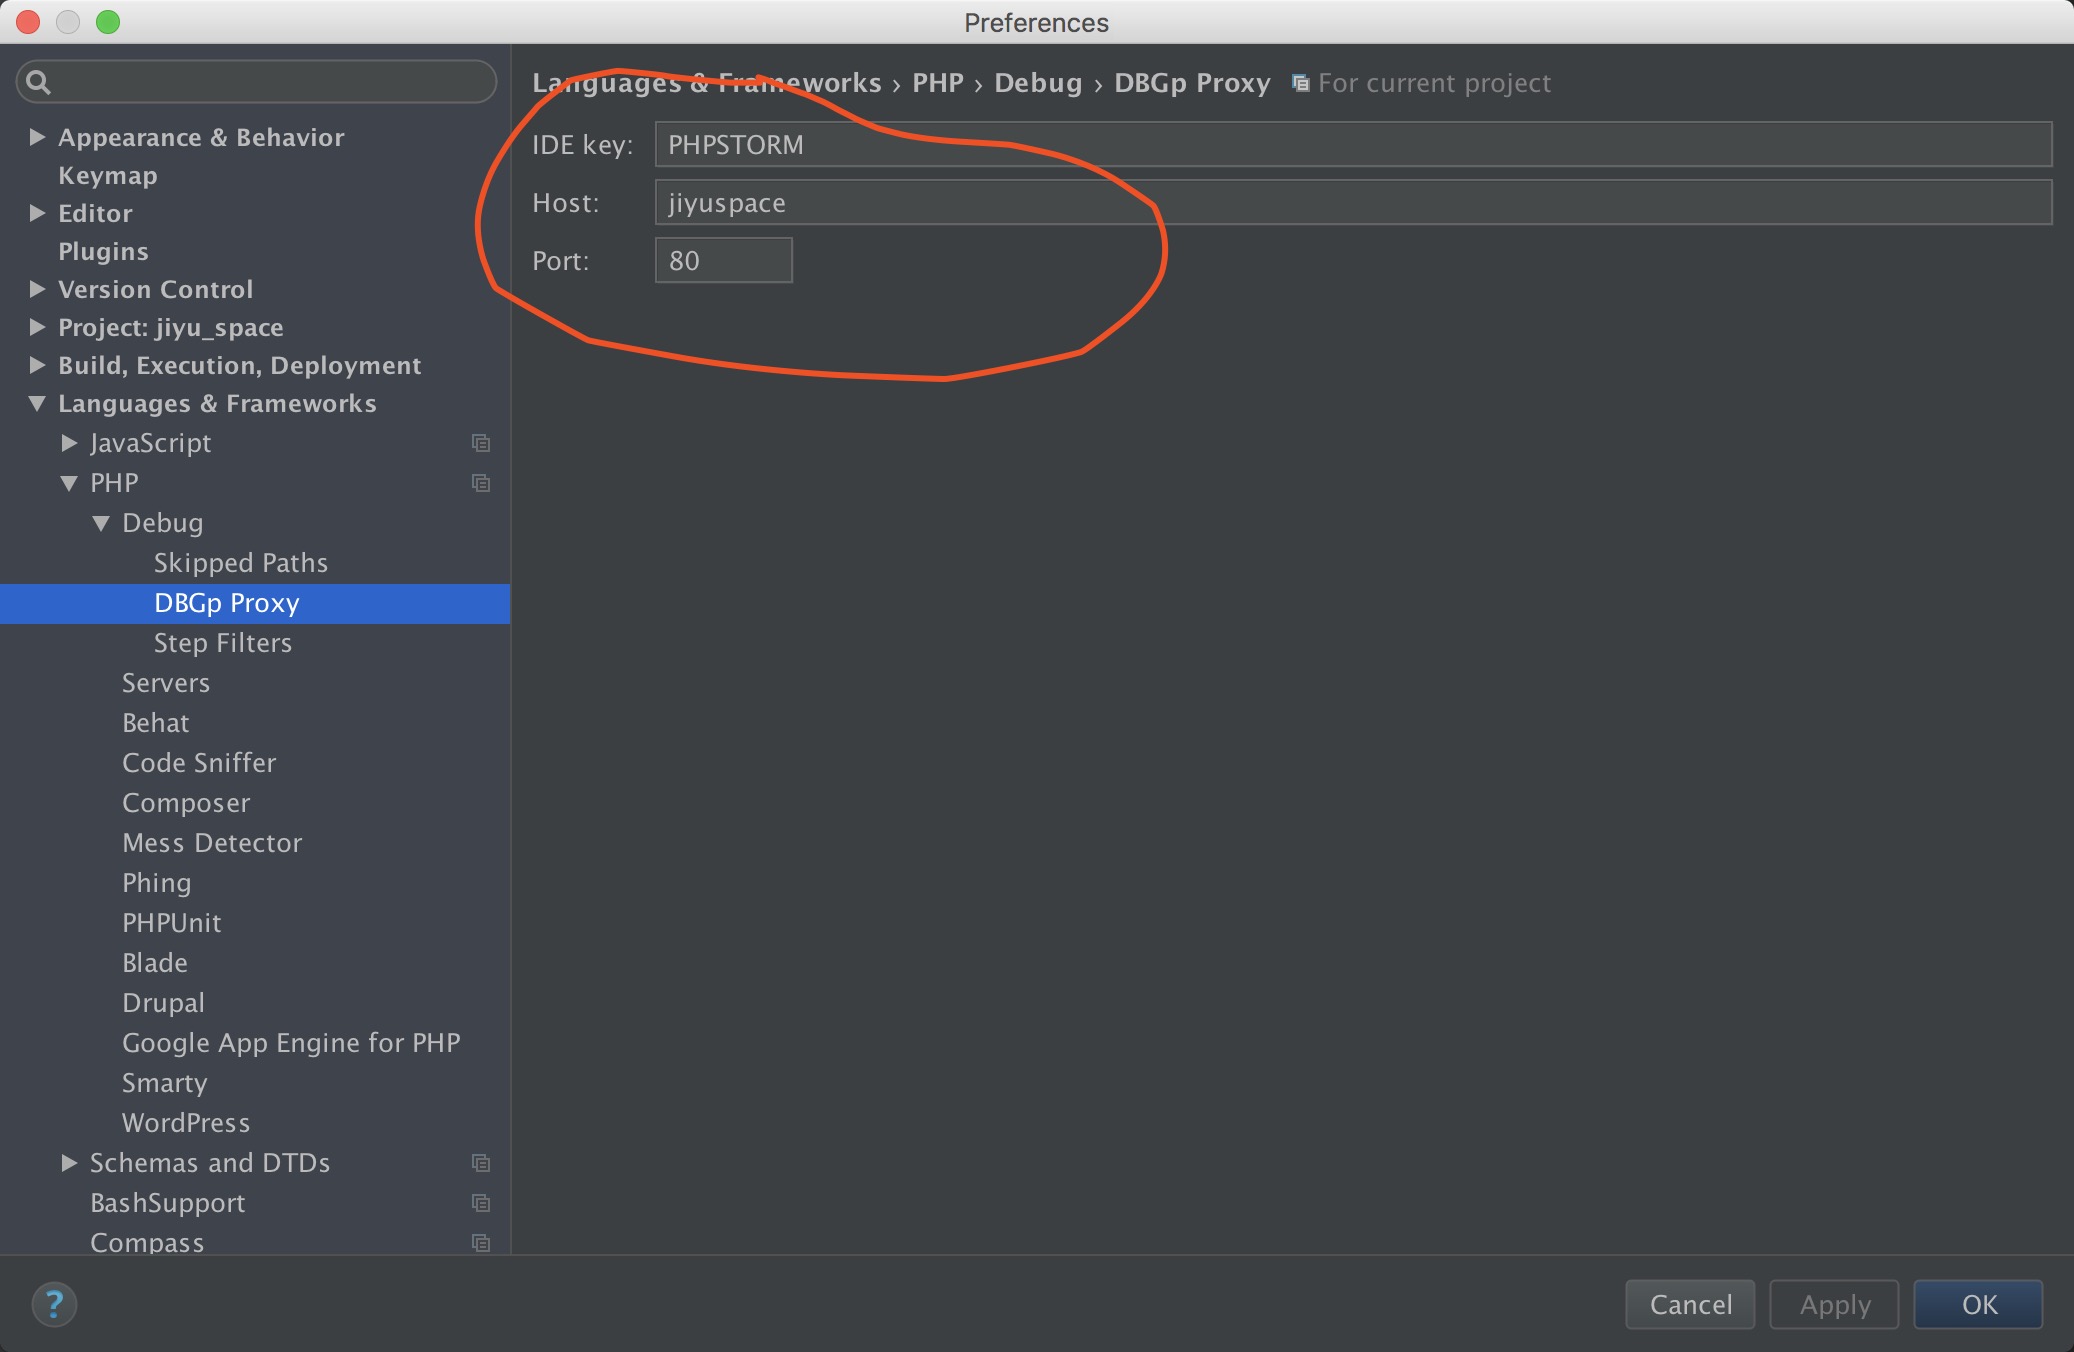 Preferences
Languages & Frameworks › PHP › Debug › DBGp Proxy For current project
IDE key: PHPSTORM
Host: jiyuspace
Port: 80
Appearance & Behavior
Keymap
Editor
Plugins
Version Control
Project: jiyu_space
Build, Execution, Deployment
Languages & Frameworks
JavaScript
PHP
Debug
Skipped Paths
DBGp Proxy
Step Filters
Servers
Behat
Code Sniffer
Composer
Mess Detector
Phing
PHPUnit
Blade
Drupal
Google App Engine for PHP
Smarty
WordPress
Schemas and DTDs
BashSupport
Compass
?
Cancel
Apply
OK